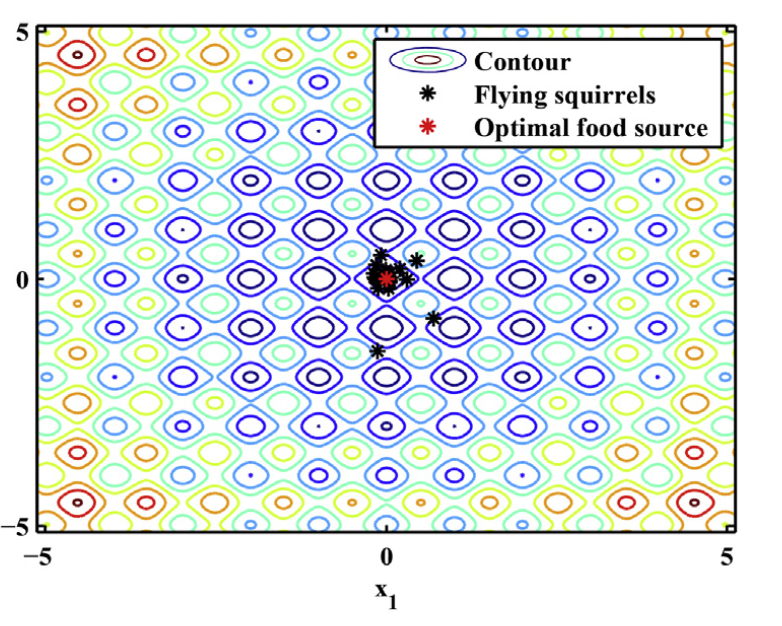 5
Contour
Flying squirrels
Optimal food source
0
−5
−5
0
5
x1